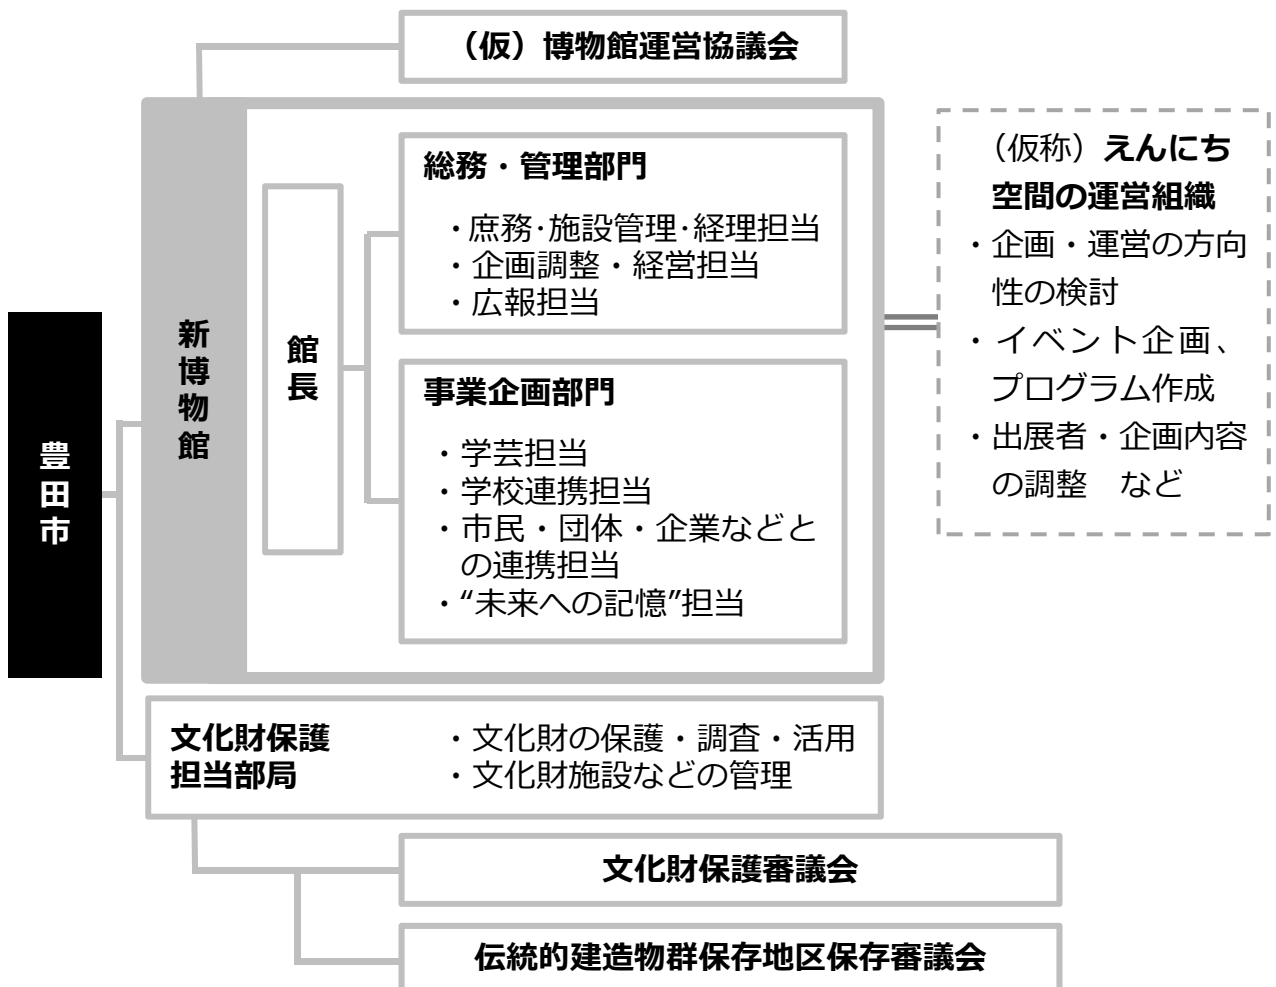 （仮）博物館運営協議会
豊田市
新博物館
館長
総務・管理部門
・庶務･施設管理･経理担当
・企画調整・経営担当
・広報担当
事業企画部門
・学芸担当
・学校連携担当
・市民・団体・企業などと
の連携担当
・“未来への記憶”担当
（仮称）えんにち
空間の運営組織
・企画・運営の方向
性の検討
・イベント企画、
プログラム作成
・出展者・企画内容
の調整　など
文化財保護
担当部局
・文化財の保護・調査・活用
・文化財施設などの管理
文化財保護審議会
伝統的建造物群保存地区保存審議会